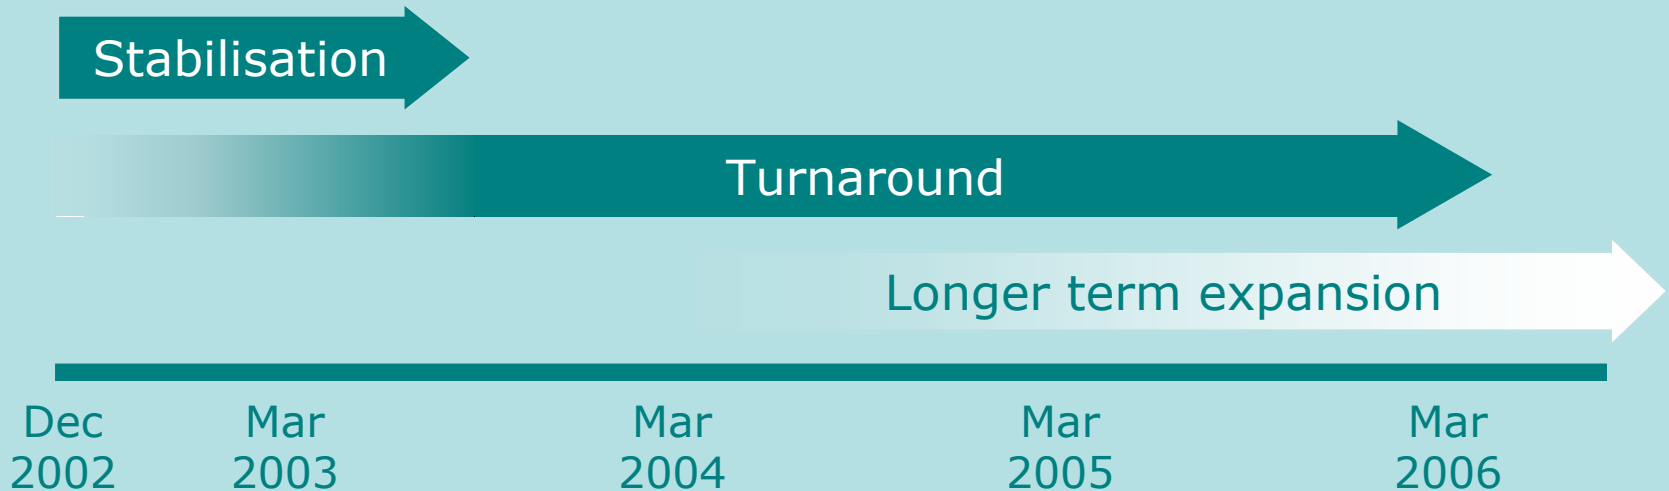 Stabilisation
Turnaround
Longer term expansion
Dec 2002
Mar 2003
Mar 2004
Mar 2005
Mar 2006